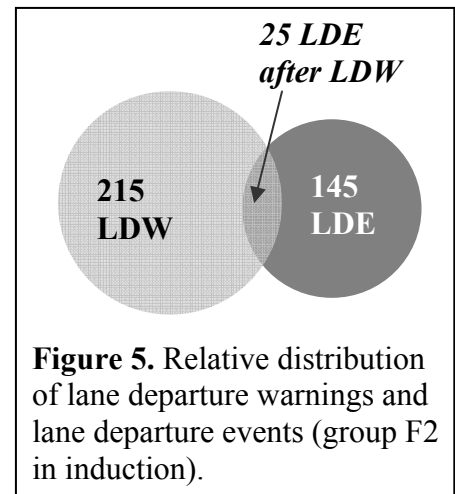 25 LDE
after LDW
215
LDW
145
LDE
Figure 5. Relative distribution
of lane departure warnings and
lane departure events (group F2
in induction).